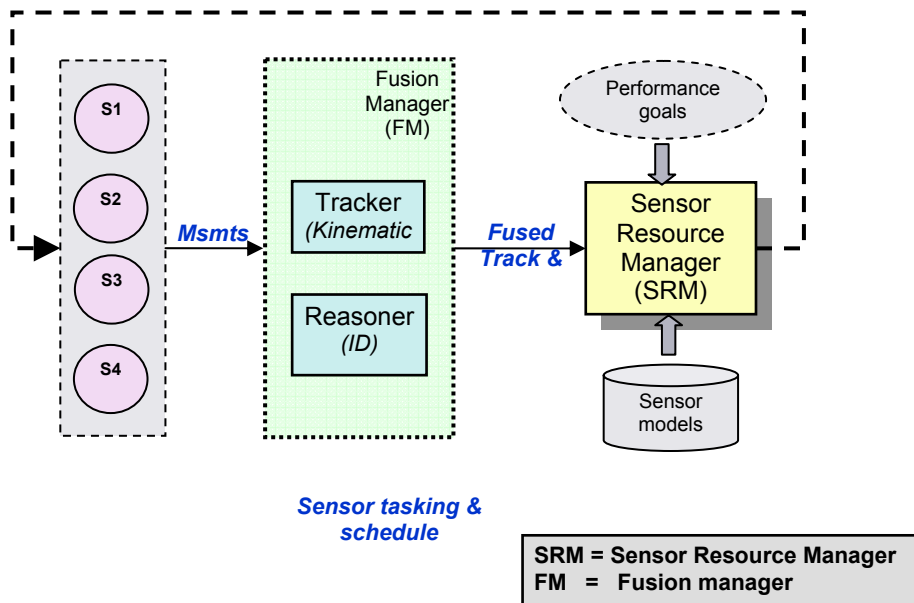 S1
S2
S3
S4
Msmts
Fusion
Manager
(FM)
Tracker
(Kinematic
Reasoner
(ID)
Fused
Track &
Performance
goals
Sensor
Resource
Manager
(SRM)
Sensor
models
Sensor tasking &
schedule
SRM = Sensor Resource Manager
FM = Fusion manager